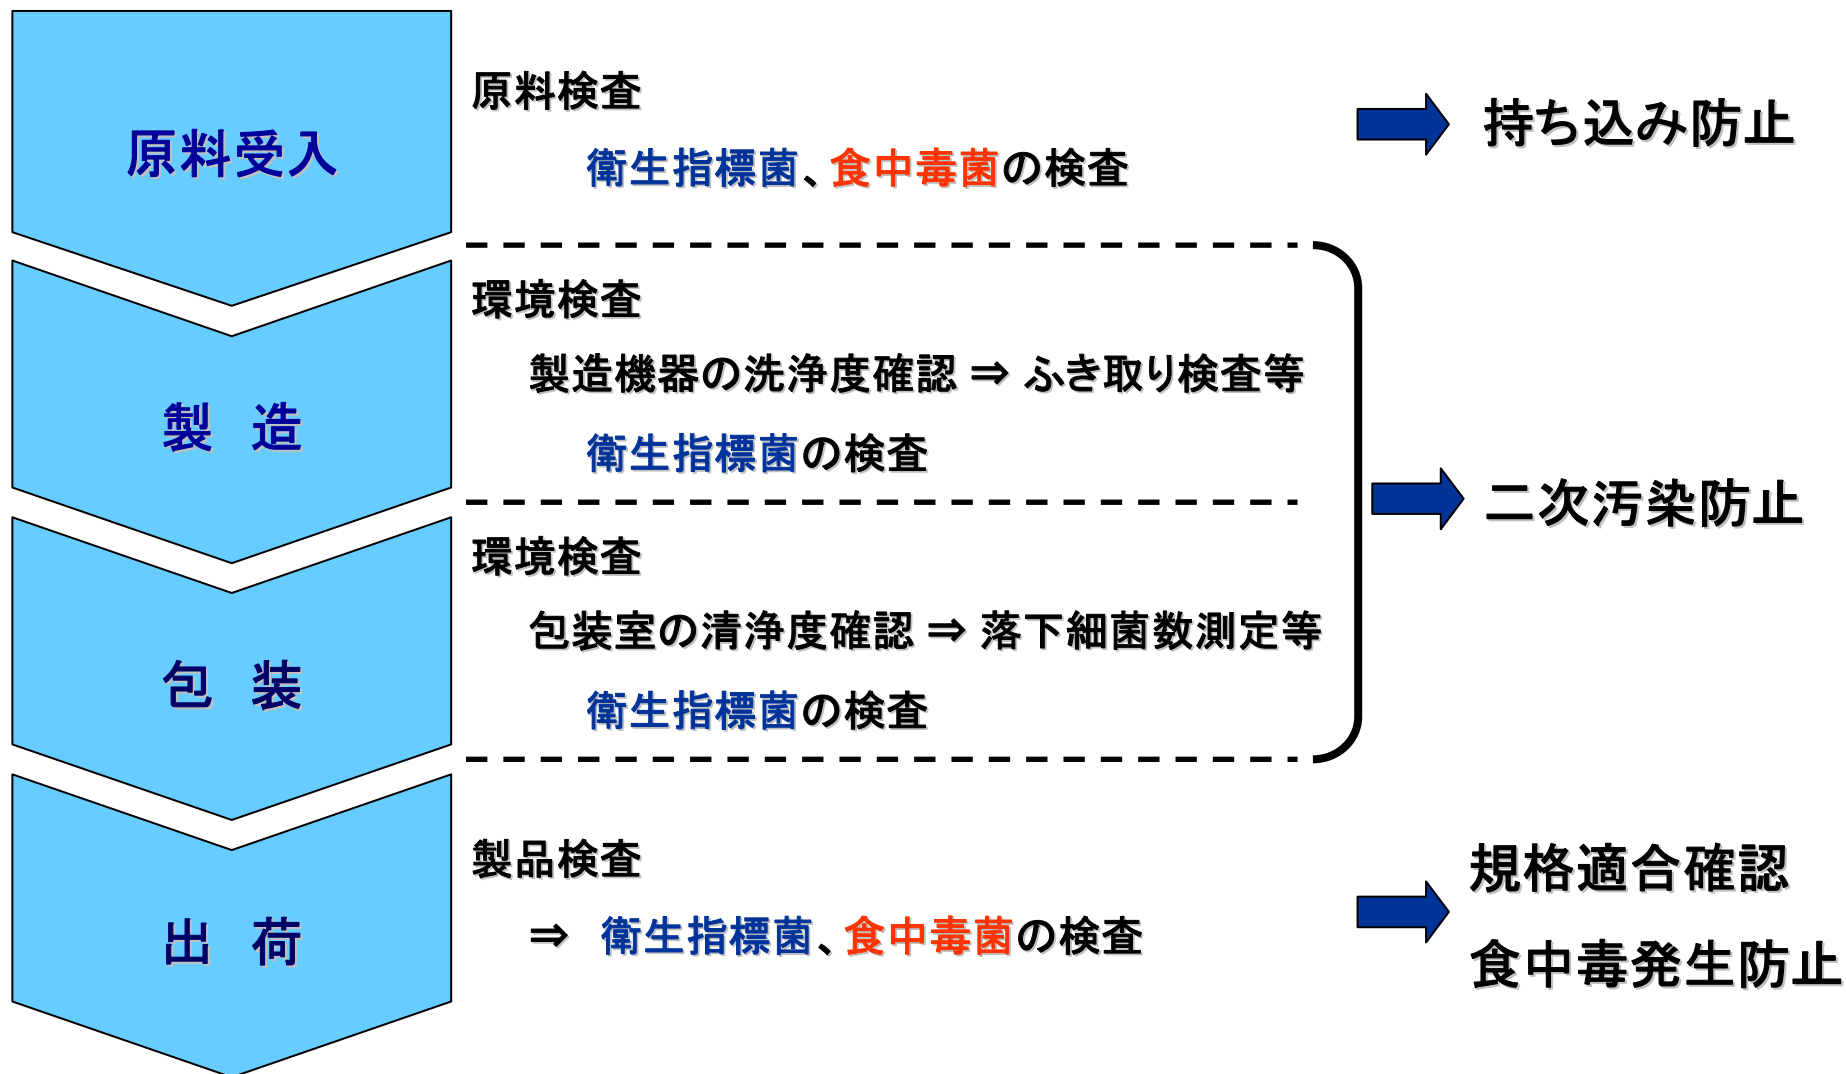 原料受入
原料検査
衛生指標菌、食中毒菌の検査
持ち込み防止
製 造
環境検査
製造機器の洗浄度確認 ⇒ ふき取り検査等
衛生指標菌の検査
二次汚染防止
包 装
環境検査
包装室の清浄度確認 ⇒ 落下細菌数測定等
衛生指標菌の検査
出 荷
製品検査
⇒ 衛生指標菌、食中毒菌の検査
規格適合確認
食中毒発生防止